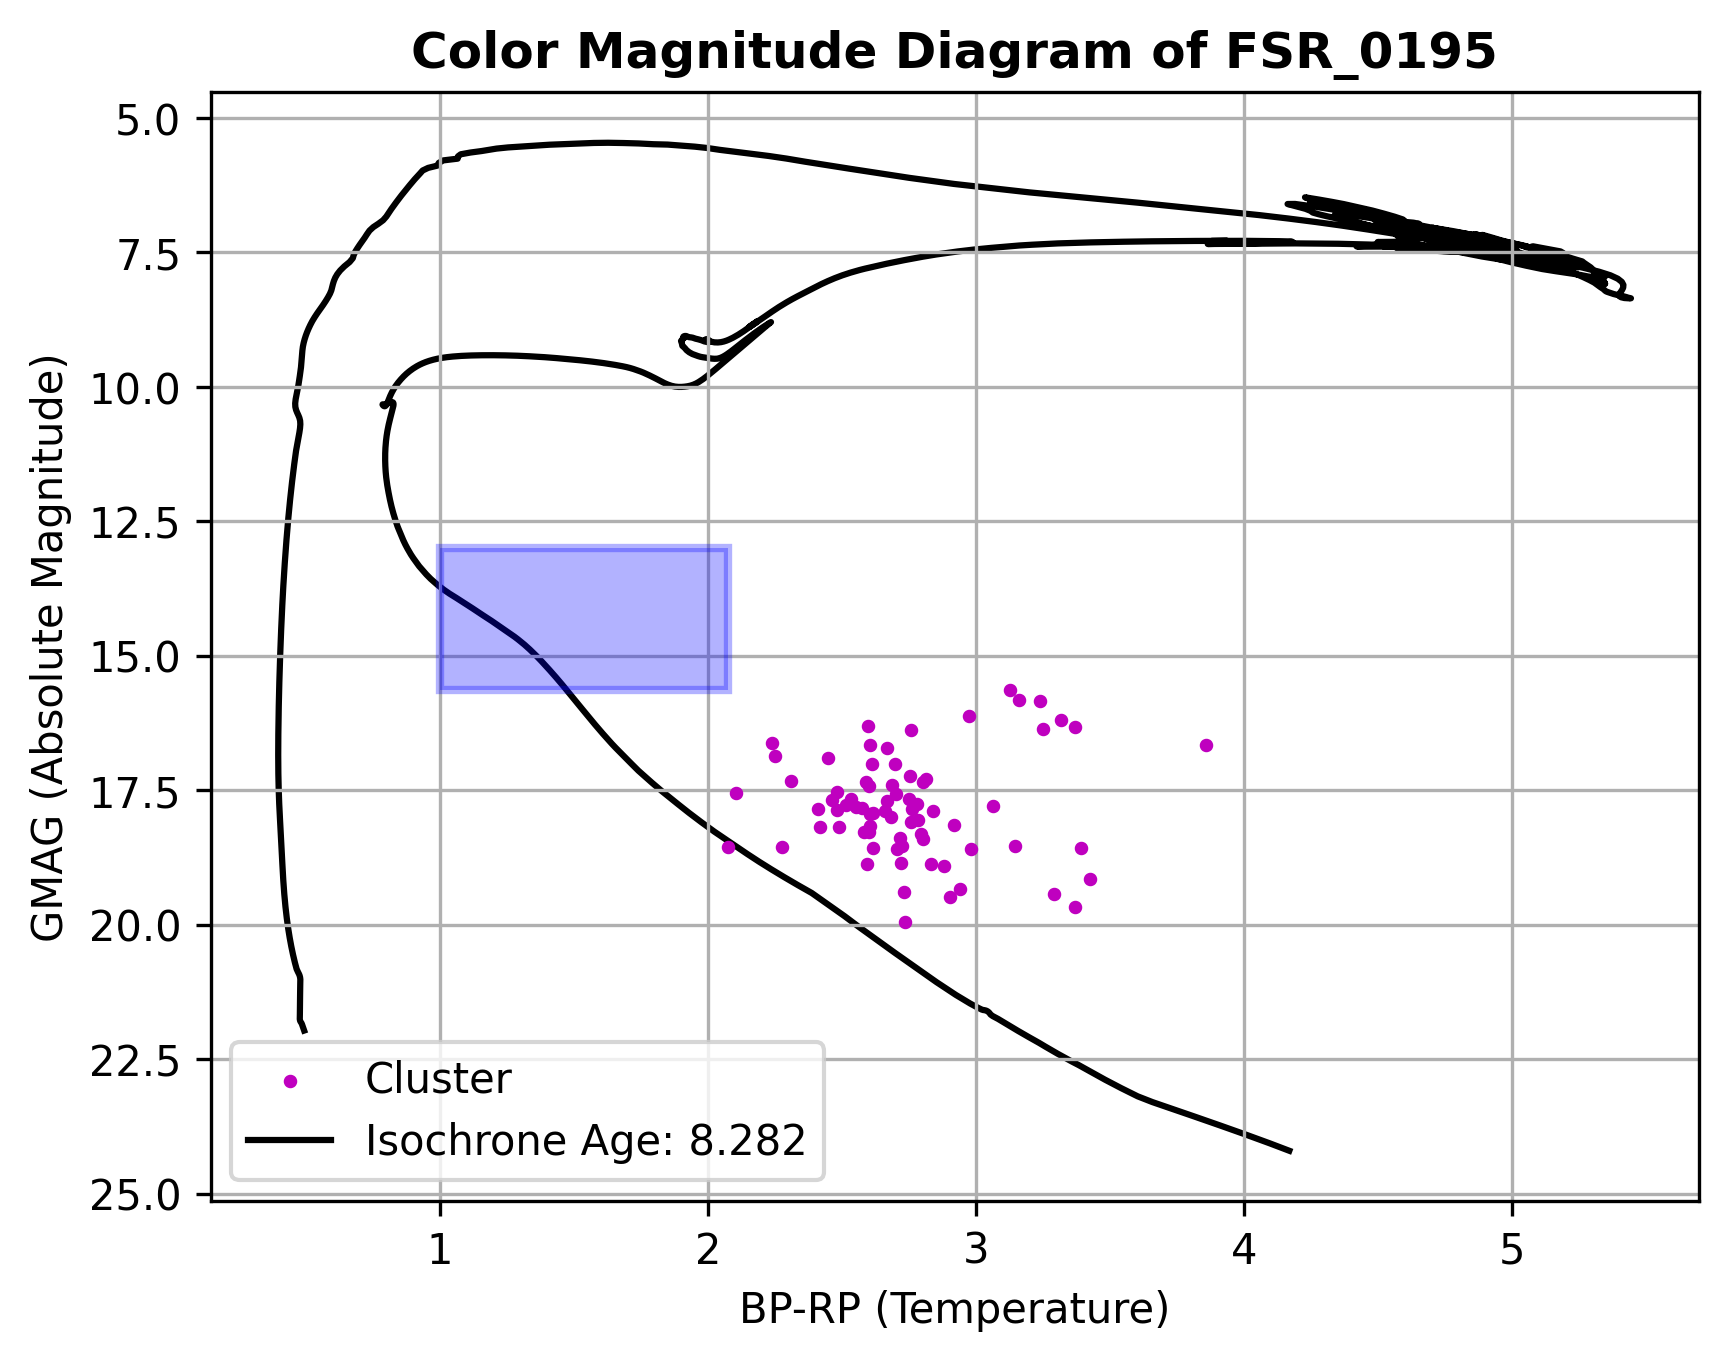 Color Magnitude Diagram of FSR_0195
GMAG (Absolute Magnitude)
5.0
7.5
10.0
12.5
15.0
17.5
20.0
22.5
25.0
Cluster
Isochrone Age: 8.282
1 2 3 4 5
BP-RP (Temperature)